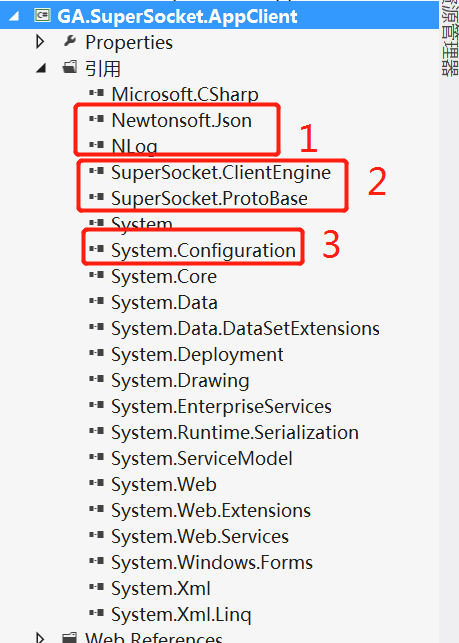 GA.SuperSocket.AppClient
Properties
引用
Microsoft.CSharp
Newtonsoft.Json
NLog
1
SuperSocket.ClientEngine
SuperSocket.ProtoBase
2
System
System.Configuration
3
System.Core
System.Data
System.Data.DataSetExtensions
System.Deployment
System.Drawing
System.EnterpriseServices
System.Runtime.Serialization
System.ServiceModel
System.Web
System.Web.Extensions
System.Web.Services
System.Windows.Forms
System.Xml
System.Xml.Linq
Web References
源管理器